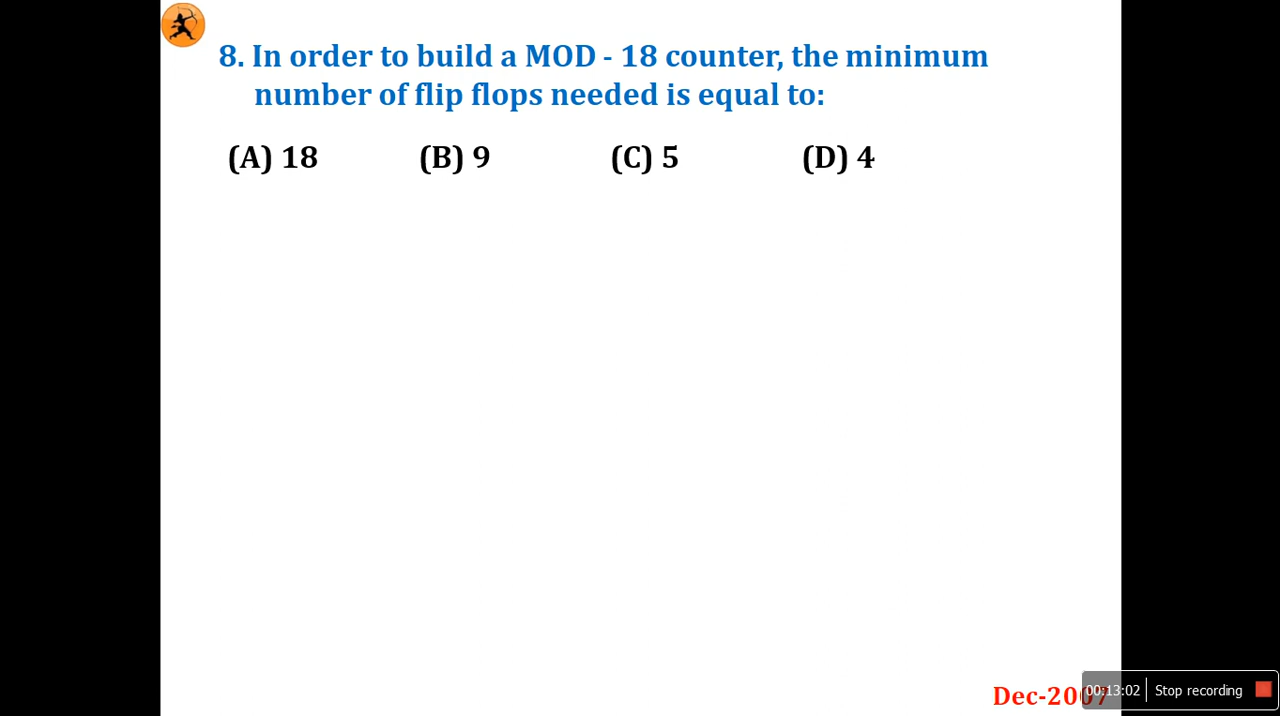 8. In order to build a MOD - 18 counter, the minimum
number of flip flops needed is equal to:
(A) 18 (B) 9 (C) 5 (D) 4
Dec-2007
00:13:02 Stop recording